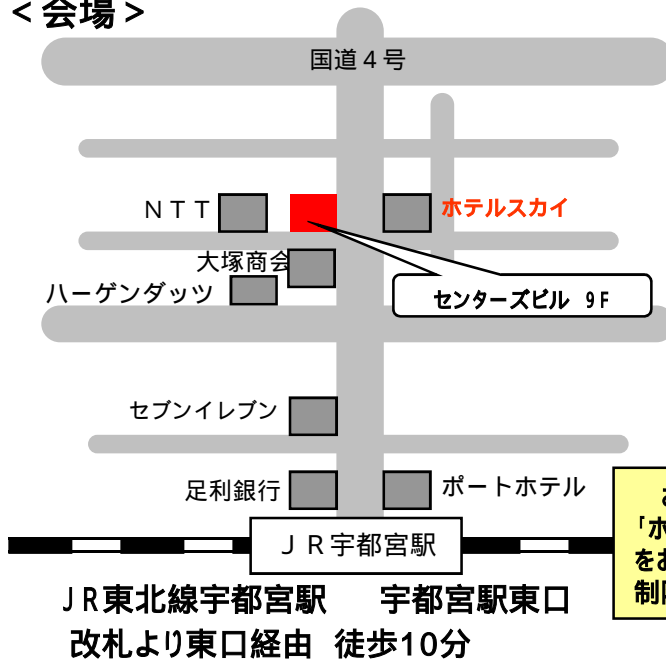 ＜会場＞
国道４号
ＮＴＴ
ホテルスカイ
大塚商会
ハーゲンダッツ
センターズビル 9F
セブンイレブン
足利銀行
ポートホテル
ＪＲ宇都宮駅
「ホ
をお
ＪＲ東北線宇都宮駅 宇都宮駅東口
改札より東口経由 徒歩10分